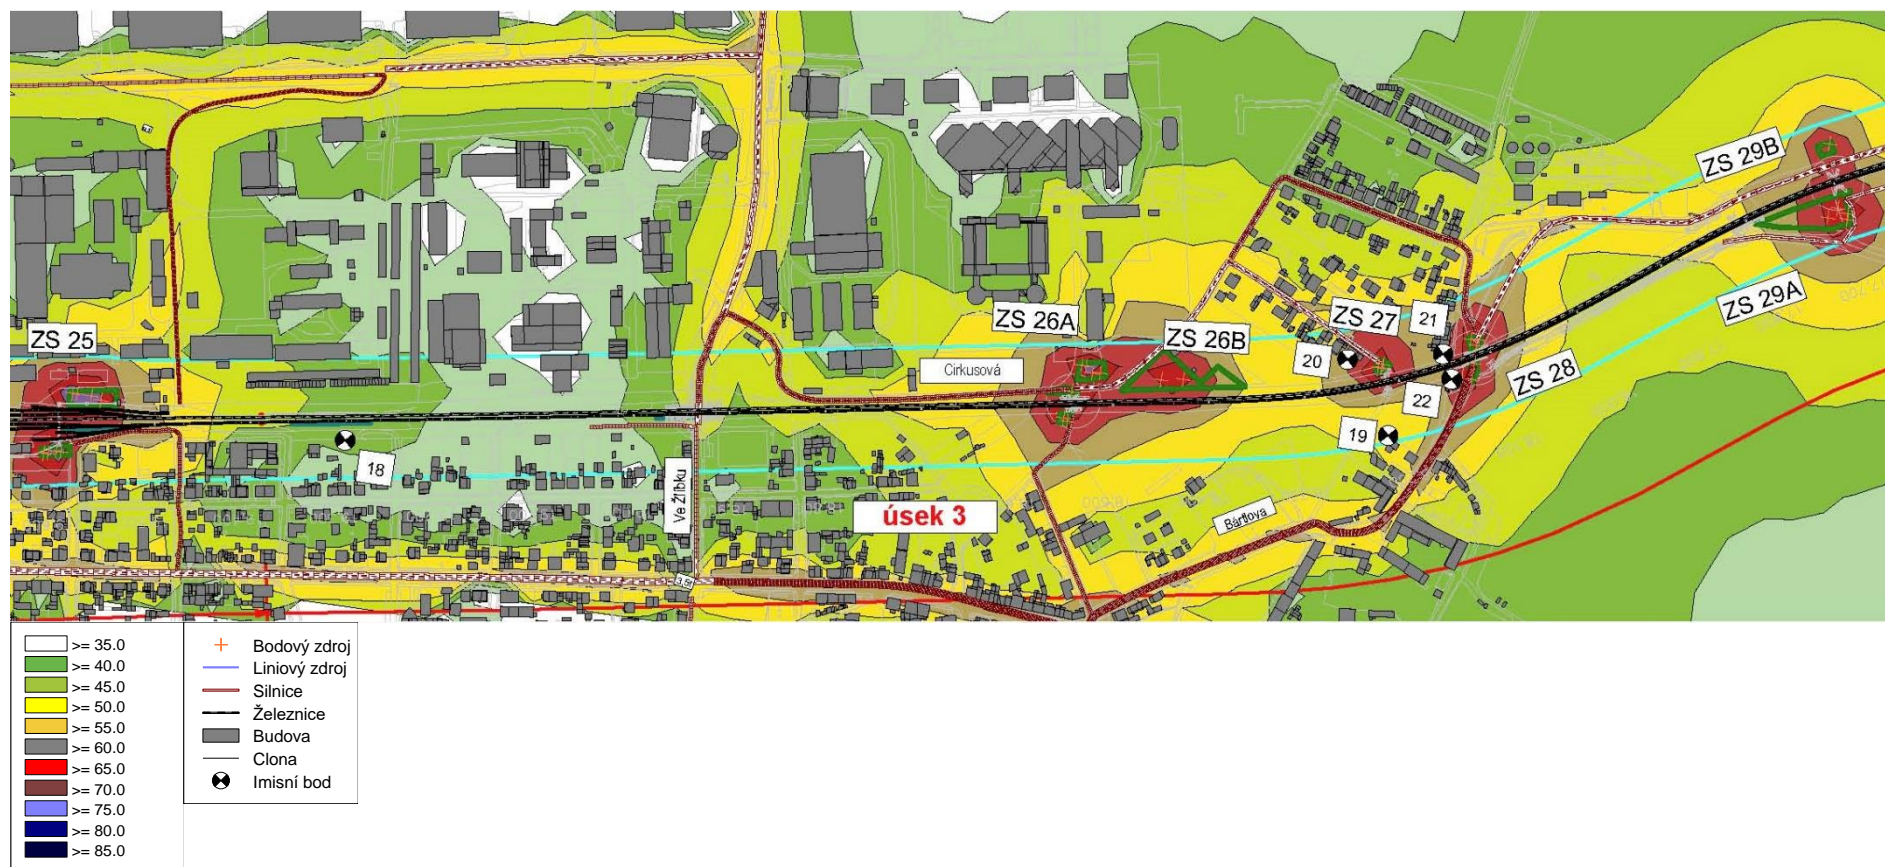 ZS 29B
ZS 29A
ZS 25
ZS 26A
ZS 26B
ZS 27
21
20
ZS 28
22
19
18
Cirkusová
Ve Žlíbku
úsek 3
Bártlova
>= 35.0
>= 40.0
>= 45.0
>= 50.0
>= 55.0
>= 60.0
>= 65.0
>= 70.0
>= 75.0
>= 80.0
>= 85.0
Bodový zdroj
Liniový zdroj
Silnice
Železnice
Budova
Clona
Imisní bod